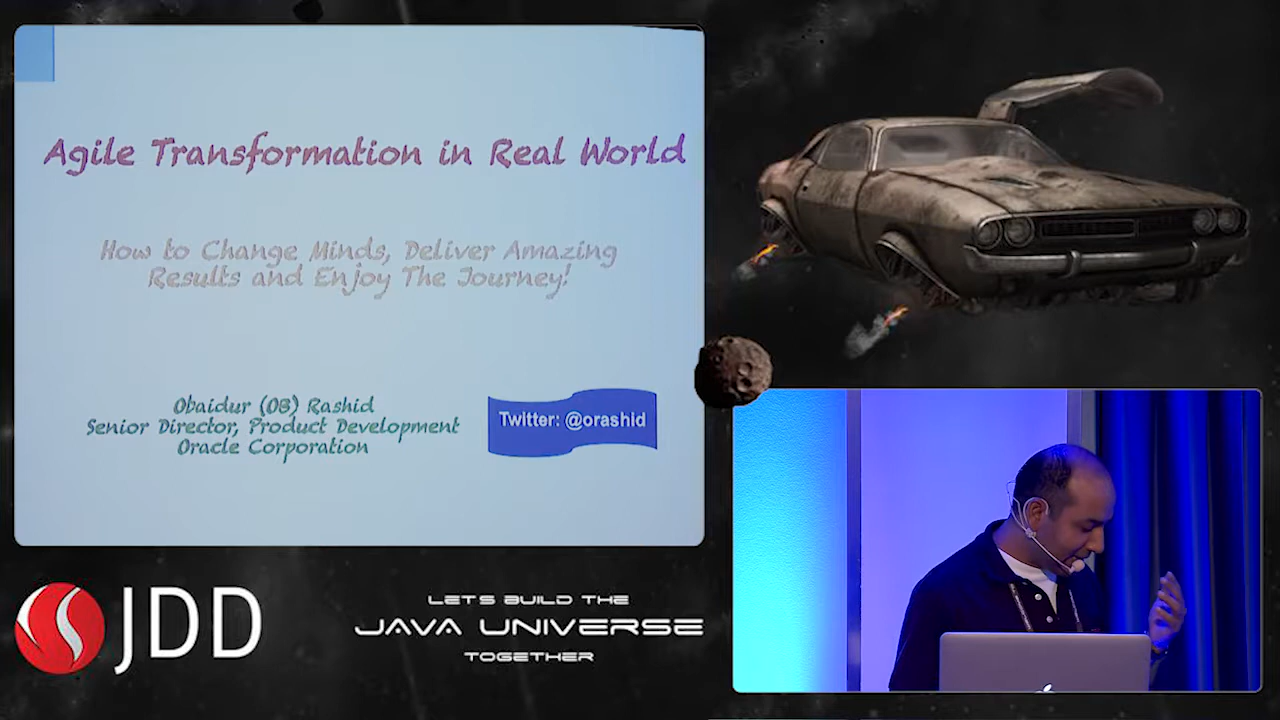 Agile Transformation in Real World
How to Change Minds, Deliver Amazing
Results and Enjoy The Journey!
Obaidur (OB) Rashid
Senior Director, Product Development
Oracle Corporation
Twitter: @orashid
JDD
LETS BUILD THE
JAVA UNIVERSE
TOGETHER